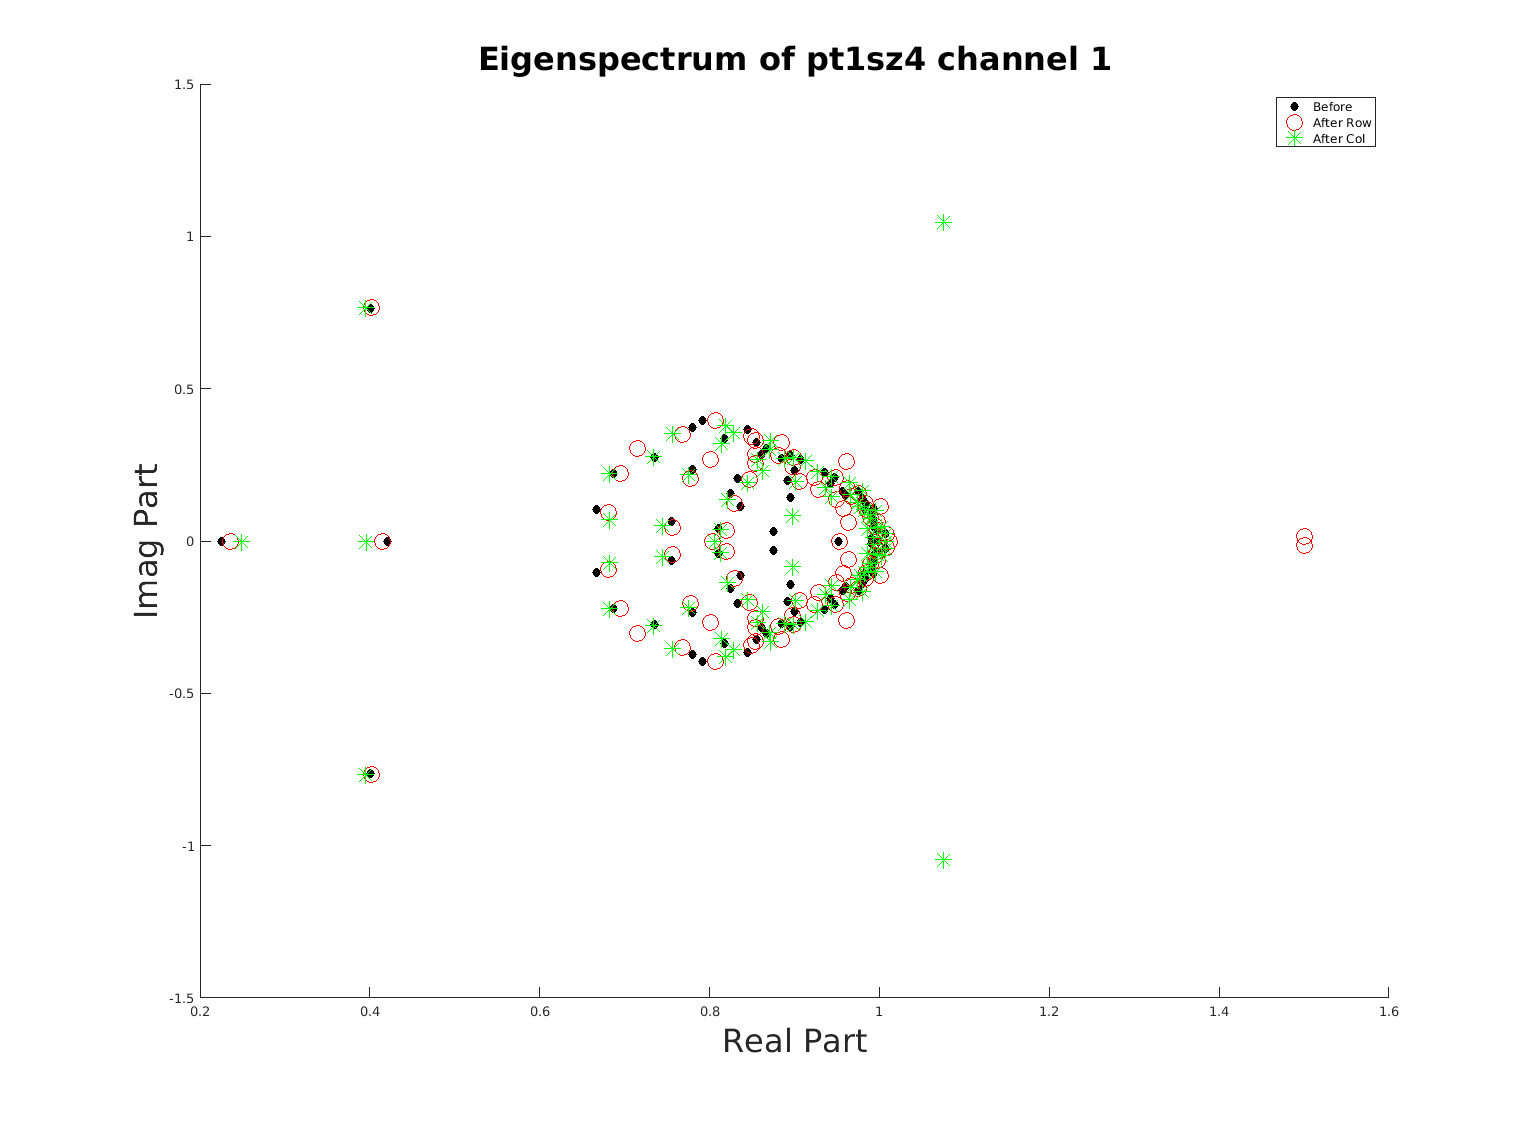 Eigenspectrum of pt1sz4 channel 1
1.5
Before
After Row
After Col
1
0.5
Imag Part
0
-0.5
-1
-1.5
0.2 0.4 0.6 0.8 1 1.2 1.4 1.6
Real Part